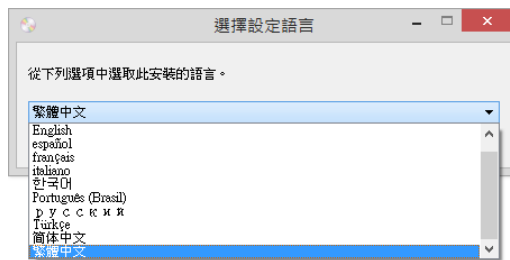 選擇設定語言
從下列選項中選取此安裝的語言。
繁體中文
English
español
français
italiano
한국어
Português (Brasil)
русский
Türkçe
简体中文
繁體中文